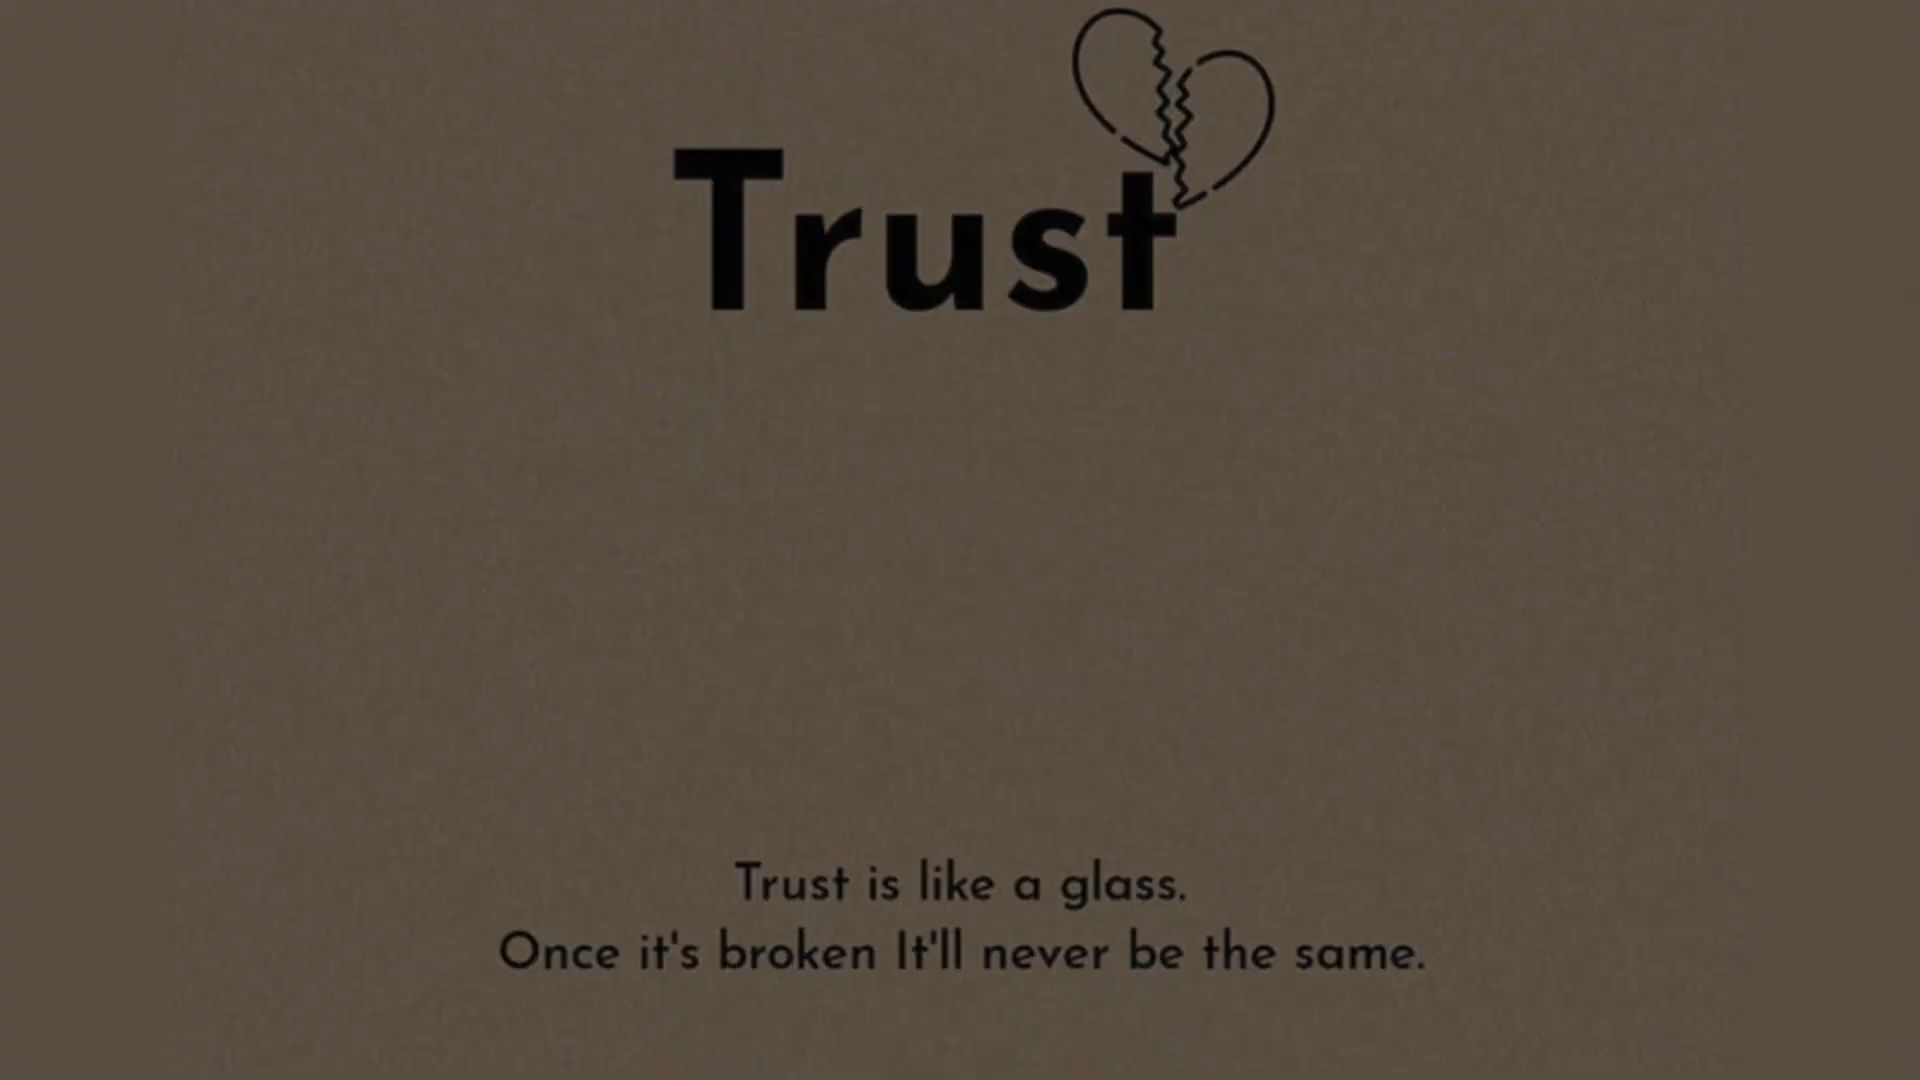 Trust
Trust is like a glass.
Once it's broken It'll never be the same.